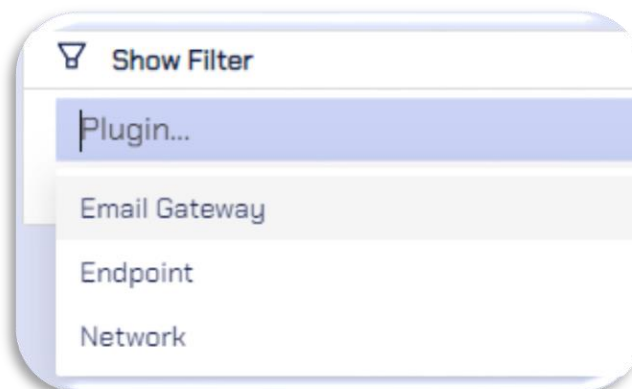 Show Filter
Plugin...
Email Gateway
Endpoint
Network